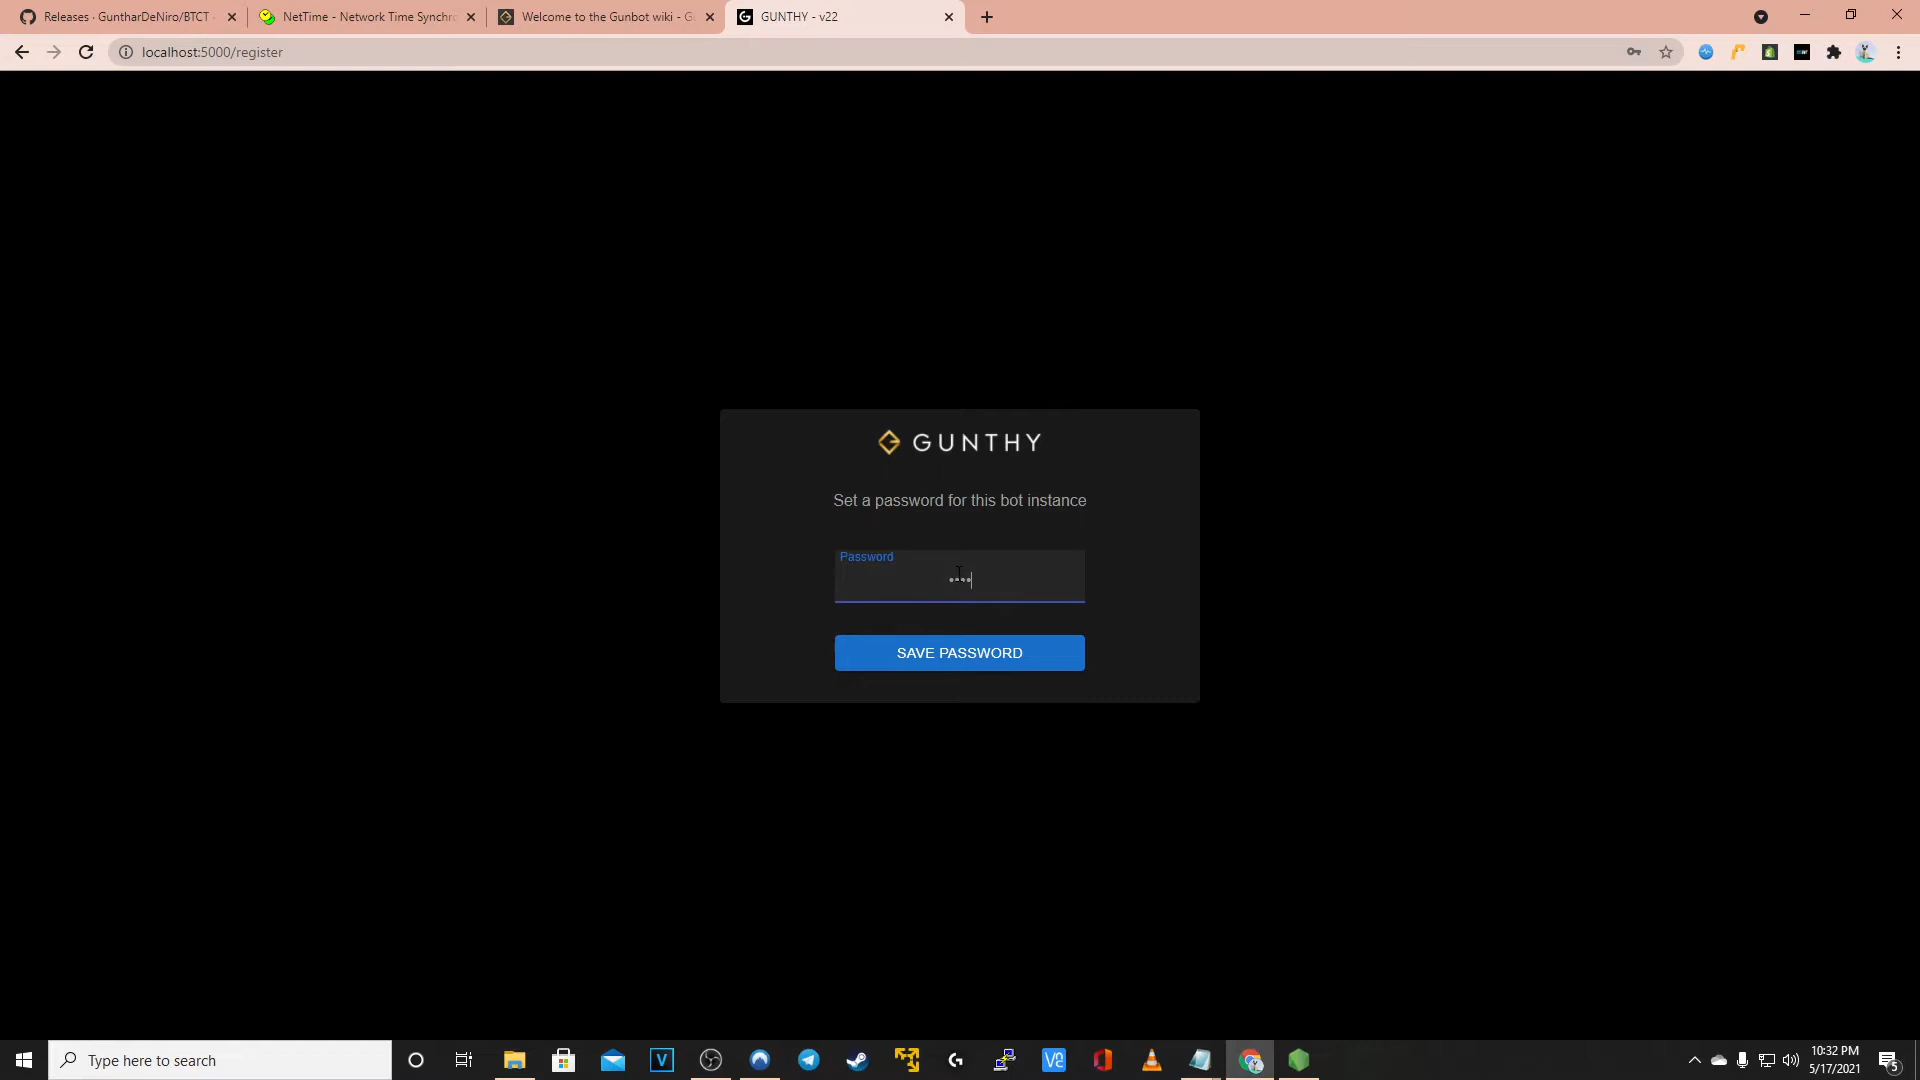 Releases · GuntharDeNiro/BTCT
NetTime - Network Time Synchro
Welcome to the Gunbot wiki - G
GUNTHY - v22
localhost:5000/register
GUNTHY
Set a password for this bot instance
Password
••••
SAVE PASSWORD
Type here to search
10:32 PM
5/17/2021
5